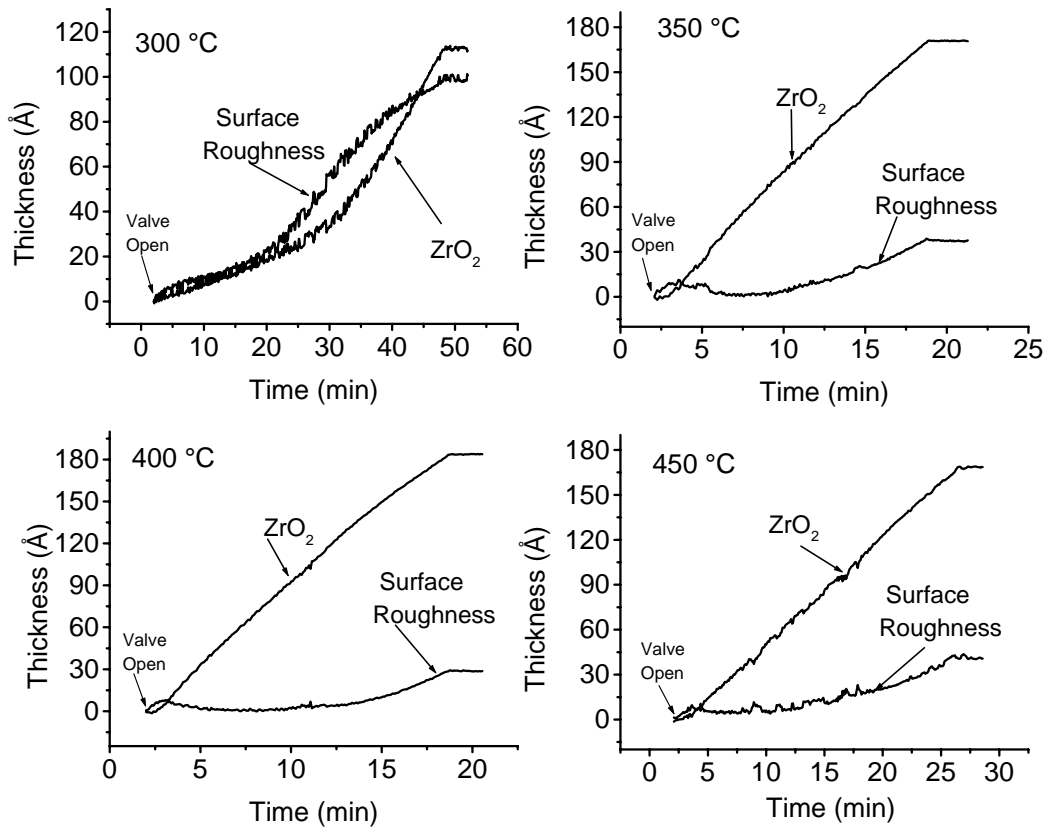 300 °C
120
100
80
60
40
20
0
Thickness (Å)
Surface
Roughness
Valve
Open
ZrO2
0 10 20 30 40 50 60
Time (min)
350 °C
180
150
120
90
60
30
0
Thickness (Å)
ZrO2
Surface
Roughness
Valve
Open
0 5 10 15 20 25
Time (min)
400 °C
180
150
120
90
60
30
0
Thickness (Å)
ZrO2
Surface
Roughness
Valve
Open
0 5 10 15 20
Time (min)
450 °C
180
150
120
90
60
30
0
Thickness (Å)
ZrO2
Surface
Roughness
Valve
Open
0 5 10 15 20 25 30
Time (min)